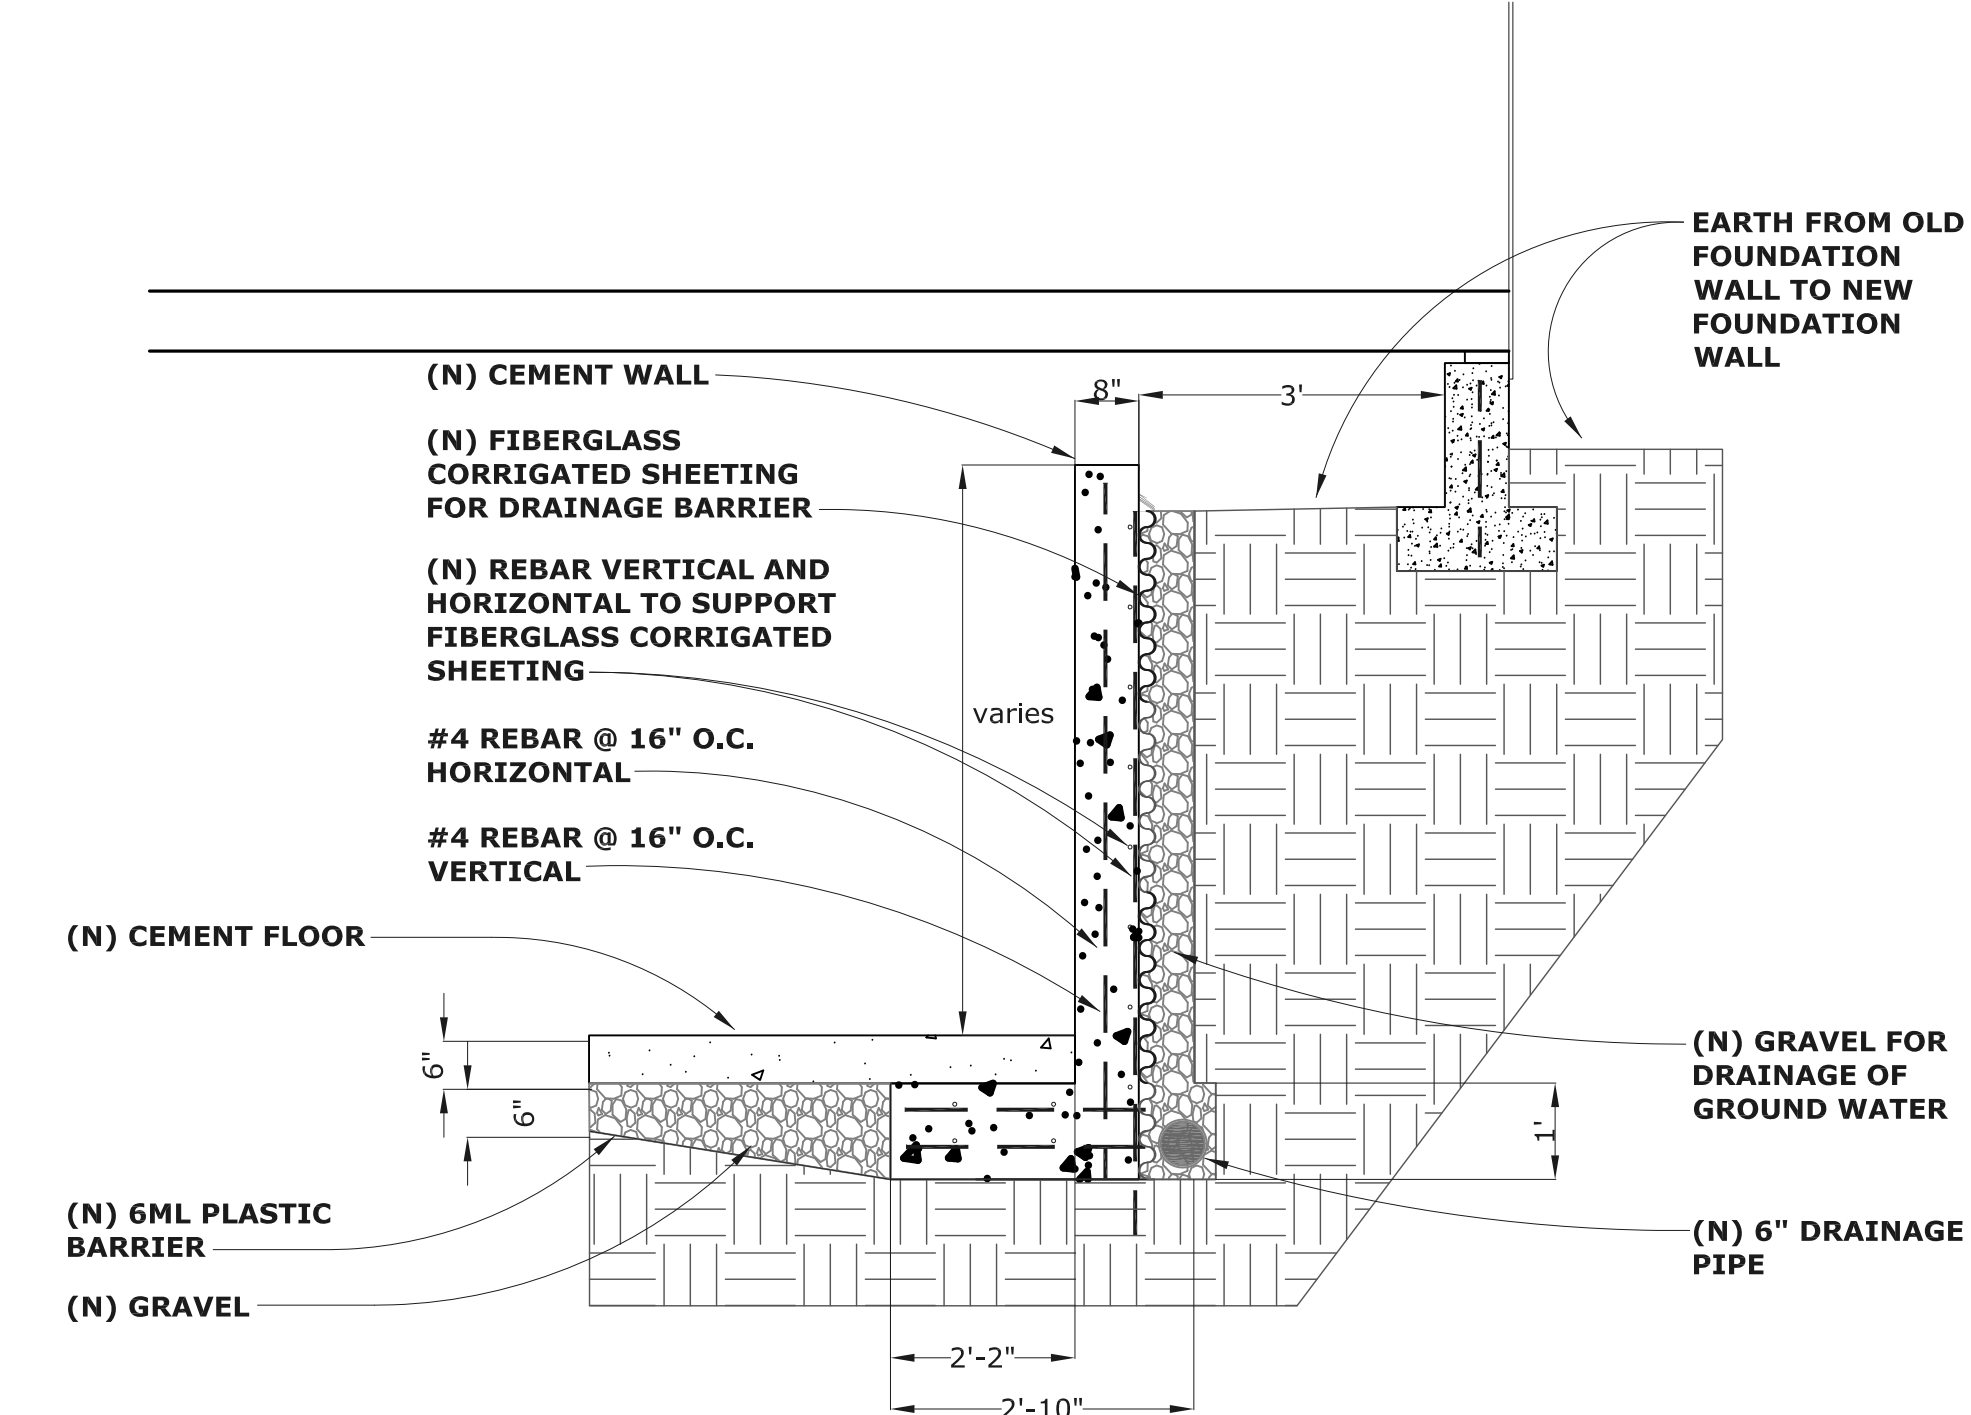 EARTH FROM OLD
FOUNDATION
WALL TO NEW
FOUNDATION
WALL
(N) CEMENT WALL
8"
3'
(N) FIBERGLASS
CORRIGATED SHEETING
FOR DRAINAGE BARRIER
(N) REBAR VERTICAL AND
HORIZONTAL TO SUPPORT
FIBERGLASS CORRIGATED
SHEETING
varies
#4 REBAR @ 16" O.C.
HORIZONTAL
#4 REBAR @ 16" O.C.
VERTICAL
(N) CEMENT FLOOR
6"
6"
(N) GRAVEL FOR
DRAINAGE OF
GROUND WATER
1'
(N) 6ML PLASTIC
BARRIER
(N) 6" DRAINAGE
PIPE
(N) GRAVEL
2'-2"
2'-10"